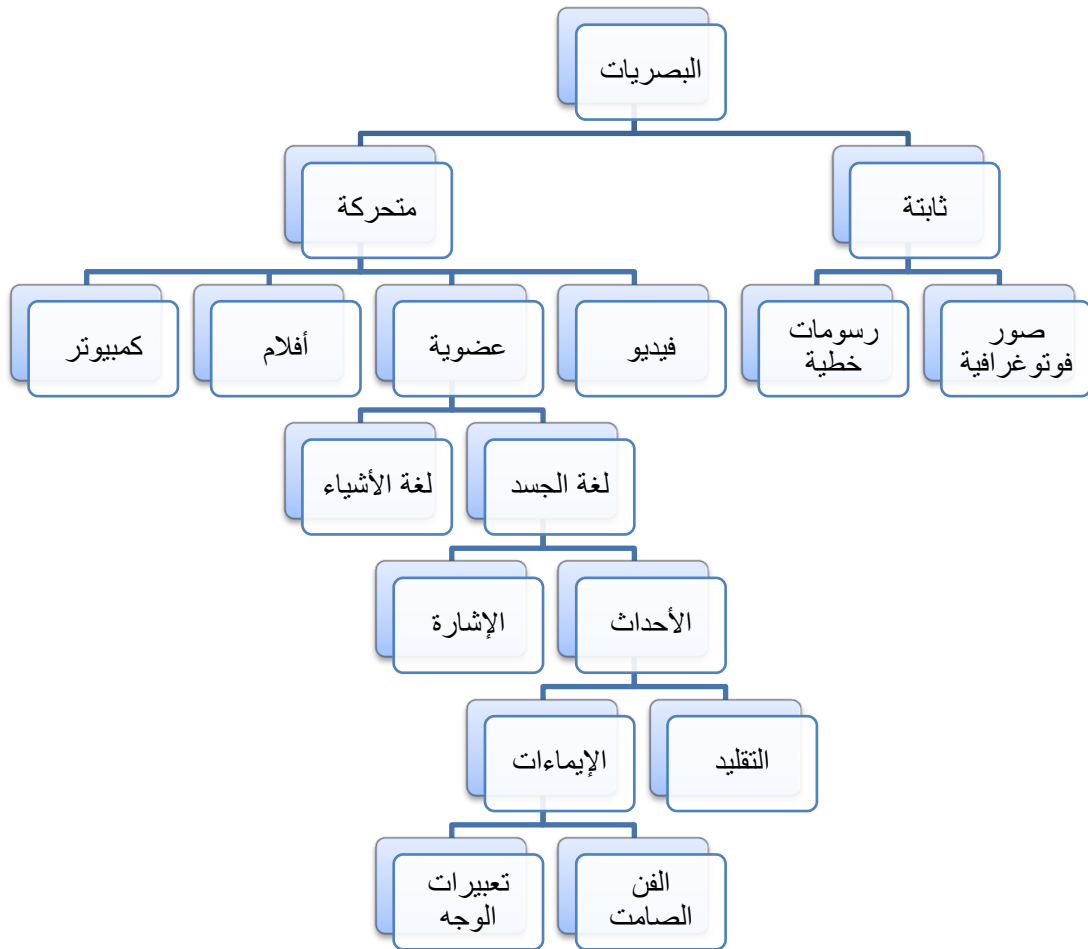 البصريات
ثابتة
متحركة
صور
فوتوغرافية
رسومات
خطية
فيديو
عضوية
أفلام
كمبيوتر
لغة الجسد
لغة الأشياء
الأحداث
الإشارة
التقليد
الإيماءات
الفن
الصامت
تعبيرات
الوجه